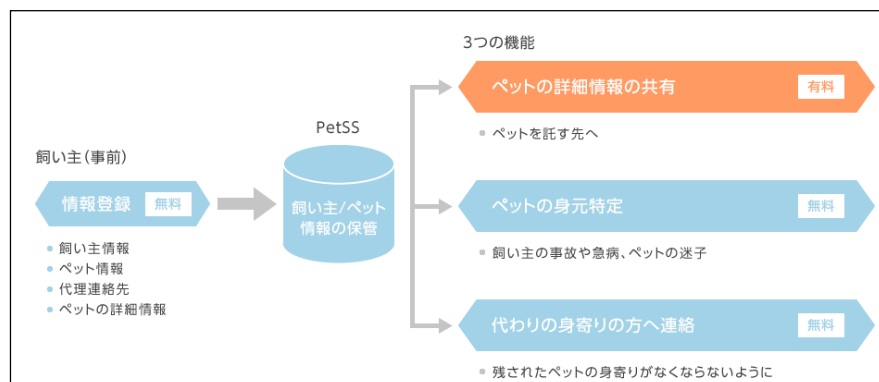 3つの機能
ペットの詳細情報の共有 有料
ペットを託す先へ
PetSS
飼い主(事前)
情報登録 無料
飼い主/ペット
情報の保管
飼い主情報
ペット情報
代理連絡先
ペットの詳細情報
ペットの身元特定 無料
飼い主の事故や急病、ペットの迷子
代わりの身寄りの方へ連絡 無料
残されたペットの身寄りがなくならないように